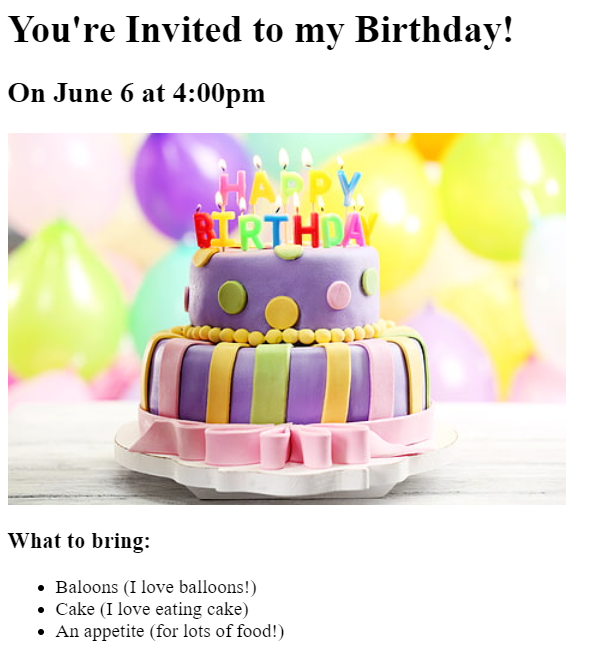 You're Invited to my Birthday!
On June 6 at 4:00pm
HAPPY
BIRTHDAY
What to bring:
Baloons (I love balloons!)
Cake (I love eating cake)
An appetite (for lots of food!)